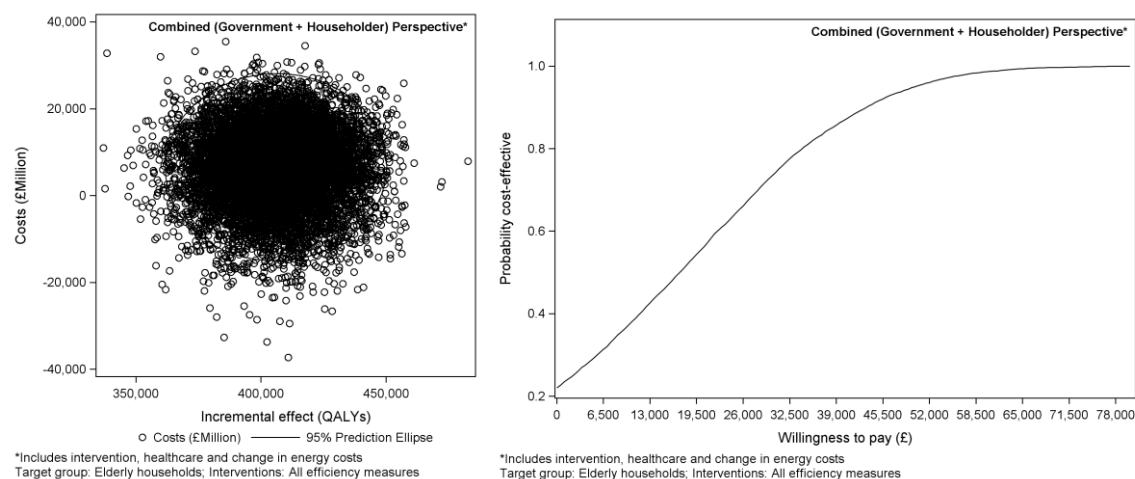 Combined (Government + Householder) Perspective*
40,000
20,000
0
-20,000
-40,000
Costs (£Million)
350,000 400,000 450,000
Incremental effect (QALYs)
Costs (£Million) 95% Prediction Ellipse
*Includes intervention, healthcare and change in energy costs
Target group: Elderly households; Interventions: All efficiency measures
Combined (Government + Householder) Perspective*
1.0
0.8
0.6
0.4
0.2
Probability cost-effective
0 6,500 13,000 19,500 26,000 32,500 39,000 45,500 52,000 58,500 65,000 71,500 78,000
Willingness to pay (£)
*Includes intervention, healthcare and change in energy costs
Target group: Elderly households; Interventions: All efficiency measures